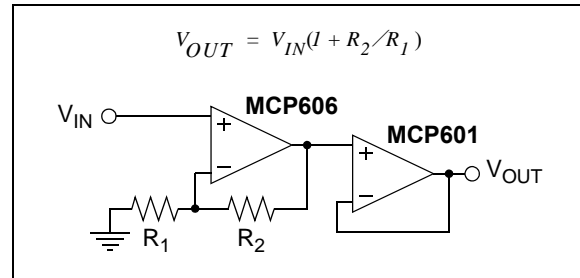 V_OUT = V_IN(1 + R_2/R_1)
MCP606
V_IN
+
−
MCP601
+
−
V_OUT
R_1
R_2